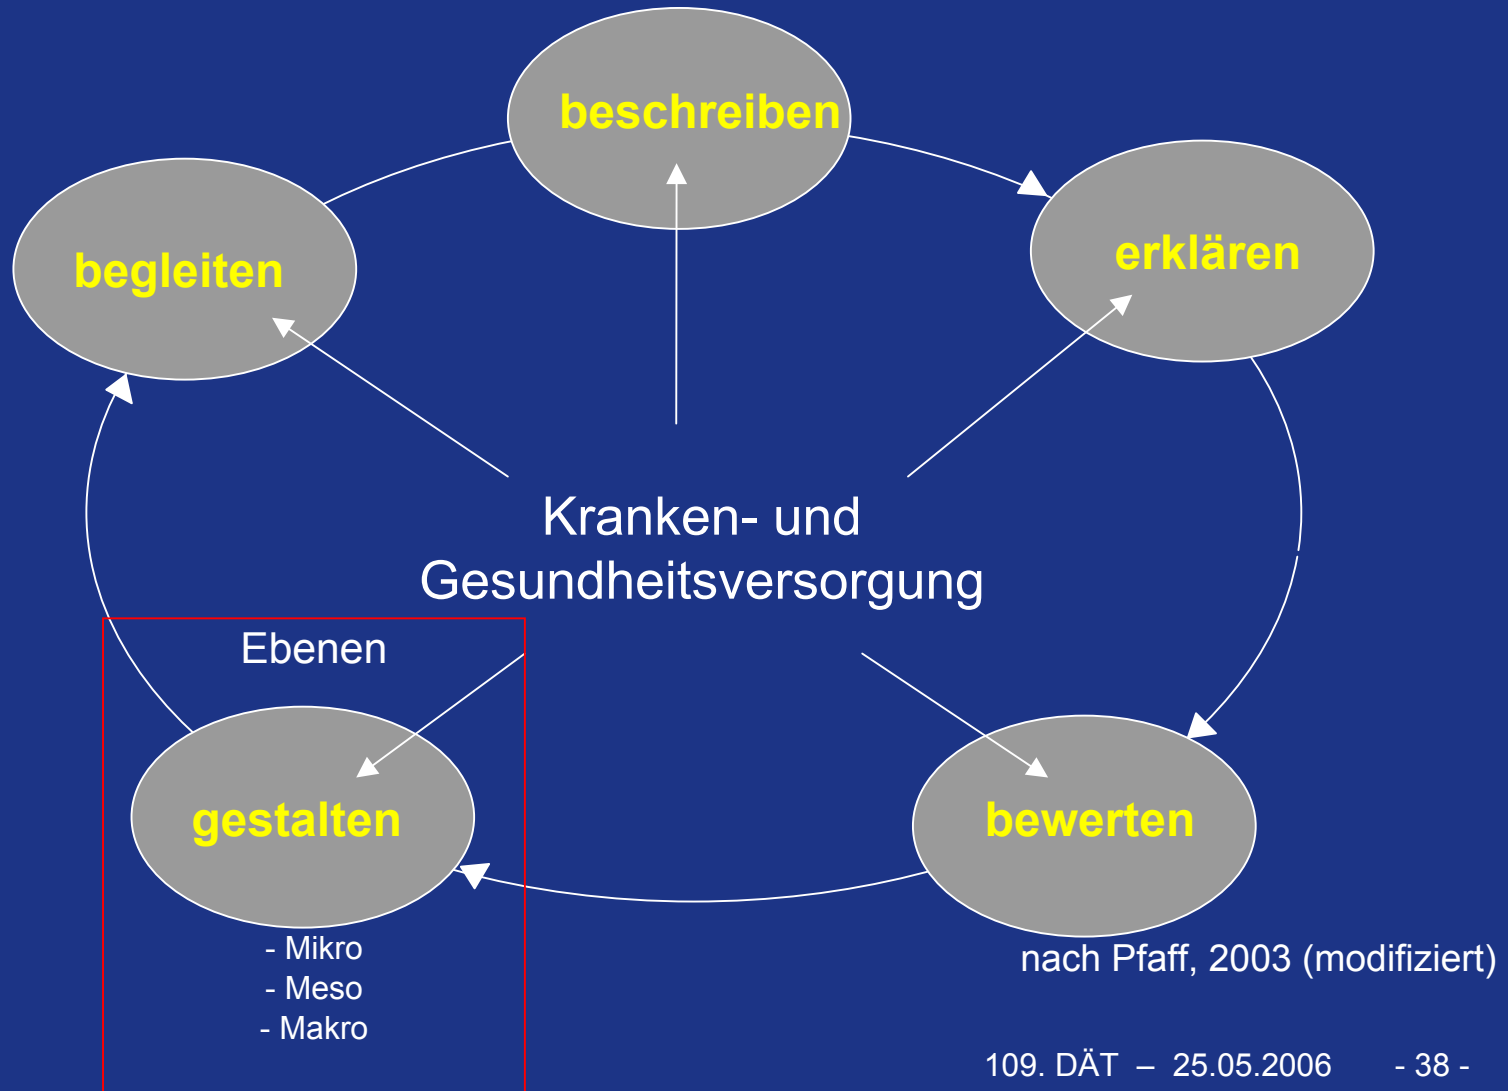 beschreiben
begleiten
erklären
Kranken- und
Gesundheitsversorgung
Ebenen
gestalten
bewerten
- Mikro
- Meso
- Makro
nach Pfaff, 2003 (modifiziert)
109. DÄT – 25.05.2006 - 38 -